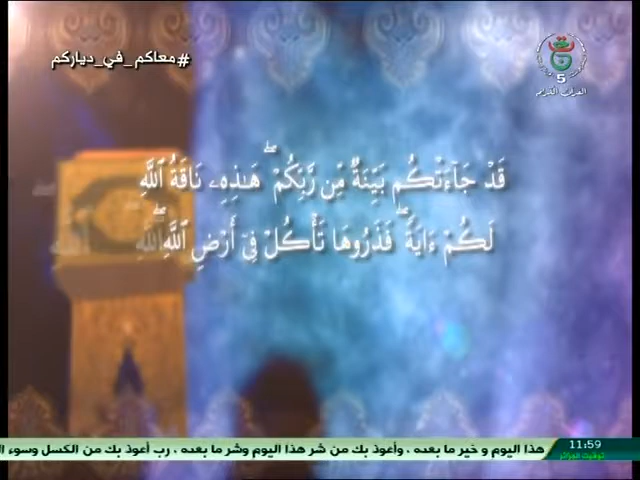 #معاكم_في_دياركم
5
القرآن الكريم
قَدْ جَآءَتْكُم بَيِّنَةٌ مِّن رَّبِّكُمْ ۖ هَـٰذِهِۦ نَاقَةُ ٱللَّهِ
لَكُمْ ءَايَةً ۖ فَذَرُوهَا تَأْكُلْ فِىٓ أَرْضِ ٱللَّهِ ۖ
11:59
توقيت الجزائر
هذا اليوم و خير ما بعده ، وأعوذ بك من شر هذا اليوم وشر ما بعده ، رب أعوذ بك من الكسل وسوء